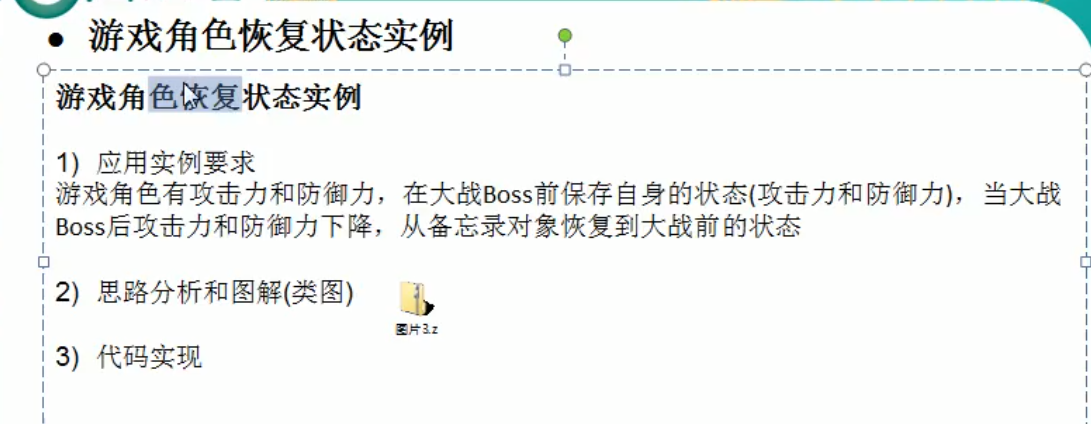 ● 游戏角色恢复状态实例
游戏角色恢复状态实例
1) 应用实例要求
游戏角色有攻击力和防御力，在大战Boss前保存自身的状态(攻击力和防御力)，当大战
Boss后攻击力和防御力下降，从备忘录对象恢复到大战前的状态
2) 思路分析和图解(类图)
图片3.z
3) 代码实现